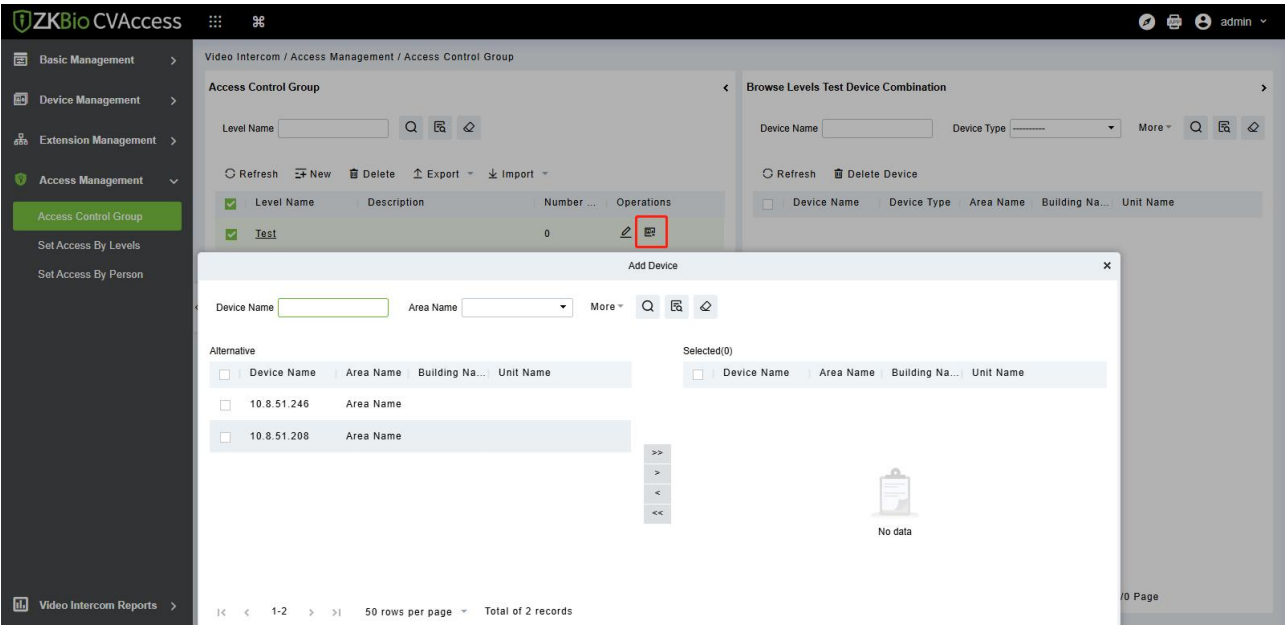 ZKBio CVAccess
admin
Basic Management
Device Management
Extension Management
Access Management
Access Control Group
Set Access By Levels
Set Access By Person
Video Intercom Reports
Video Intercom / Access Management / Access Control Group
Access Control Group
Level Name
Refresh New Delete Export Import
Level Name Description Number ... Operations
Test 0
Browse Levels Test Device Combination
Device Name Device Type ---------- More
Refresh Delete Device
Device Name Device Type Area Name Building Na... Unit Name
/0 Page
Add Device
Device Name Area Name More
Alternative
Device Name Area Name Building Na... Unit Name
10.8.51.246 Area Name
10.8.51.208 Area Name
>>
>
<
<<
Selected(0)
Device Name Area Name Building Na... Unit Name
No data
|< < 1-2 > >| 50 rows per page Total of 2 records